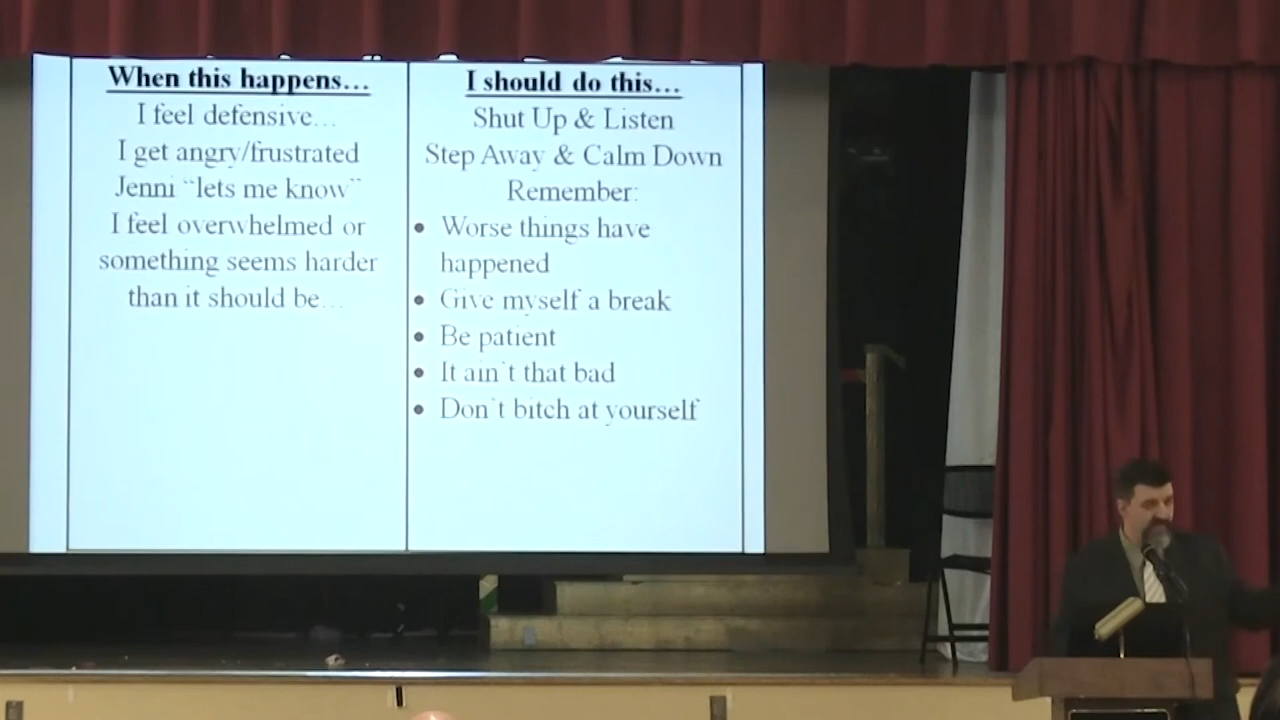 When this happens...
I feel defensive...
I get angry/frustrated
Jenni "lets me know"
I feel overwhelmed or
something seems harder
than it should be...
I should do this...
Shut Up & Listen
Step Away & Calm Down
Remember:
• Worse things have
happened
• Give myself a break
• Be patient
• It ain't that bad
• Don't bitch at yourself